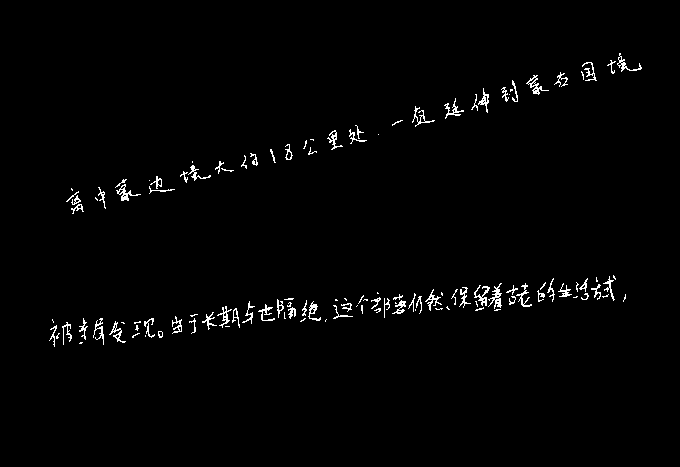 离中蒙边境大约18公里处．一直延伸到蒙古国境
被发现。由于长期与世隔绝，这个部落仍然保留着古老的生活方式，